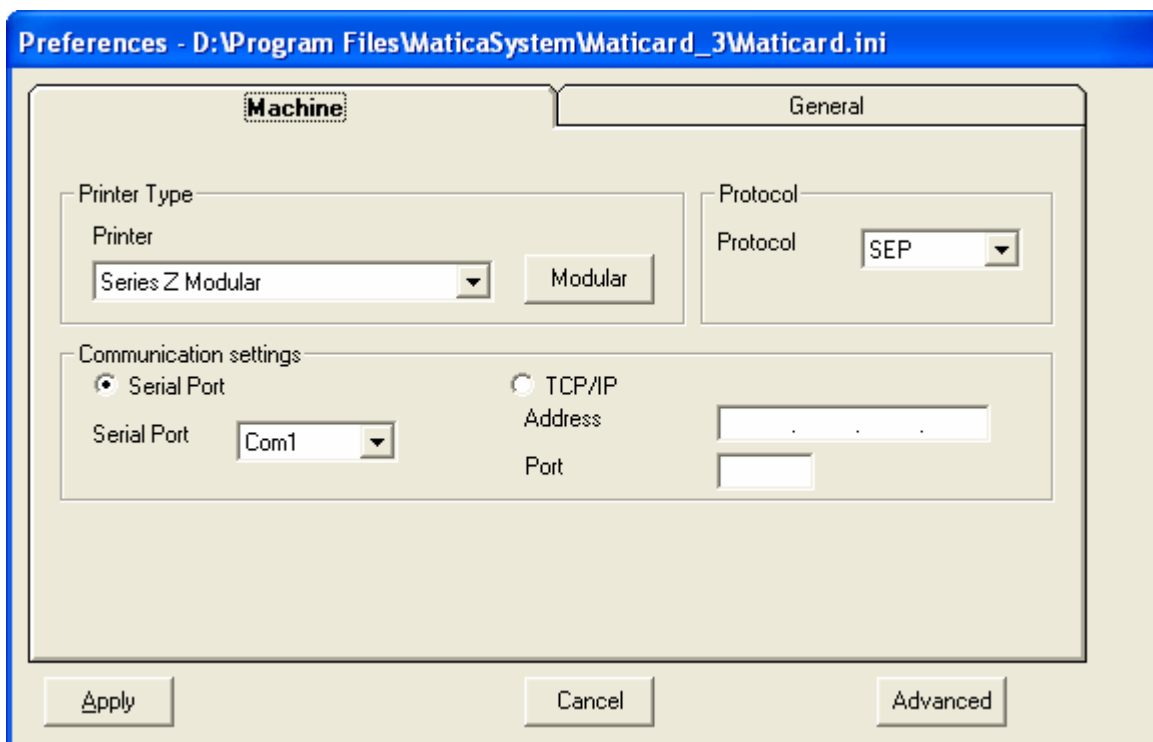 Preferences - D:\Program Files\MaticaSystem\Maticard_3\Maticard.ini
Machine
General
Printer Type
Printer
Series Z Modular
Modular
Protocol
Protocol
SEP
Communication settings
Serial Port
TCP/IP
Serial Port
Com1
Address
. . .
Port
Apply
Cancel
Advanced